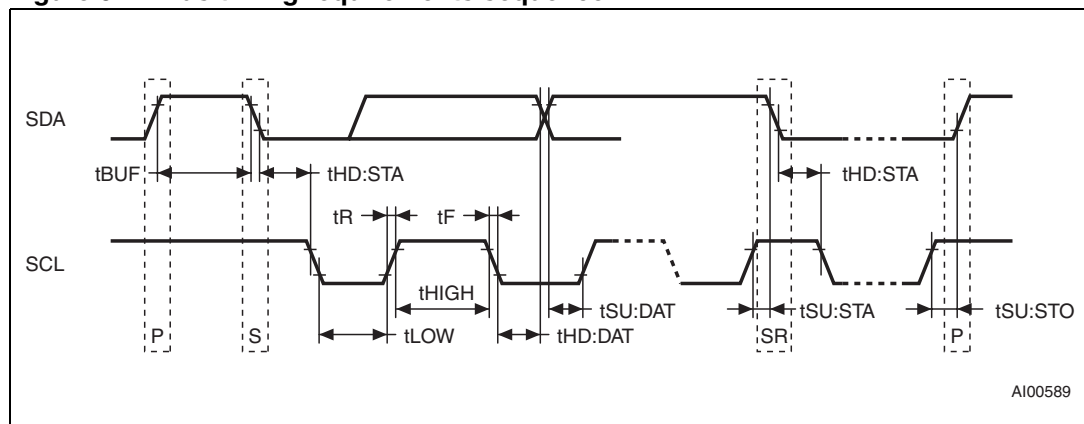 SDA
tBUF
tHD:STA
tHD:STA
tR
tF
SCL
tHIGH
tSU:DAT
tSU:STA
tSU:STO
P
S
tLOW
tHD:DAT
SR
P
AI00589